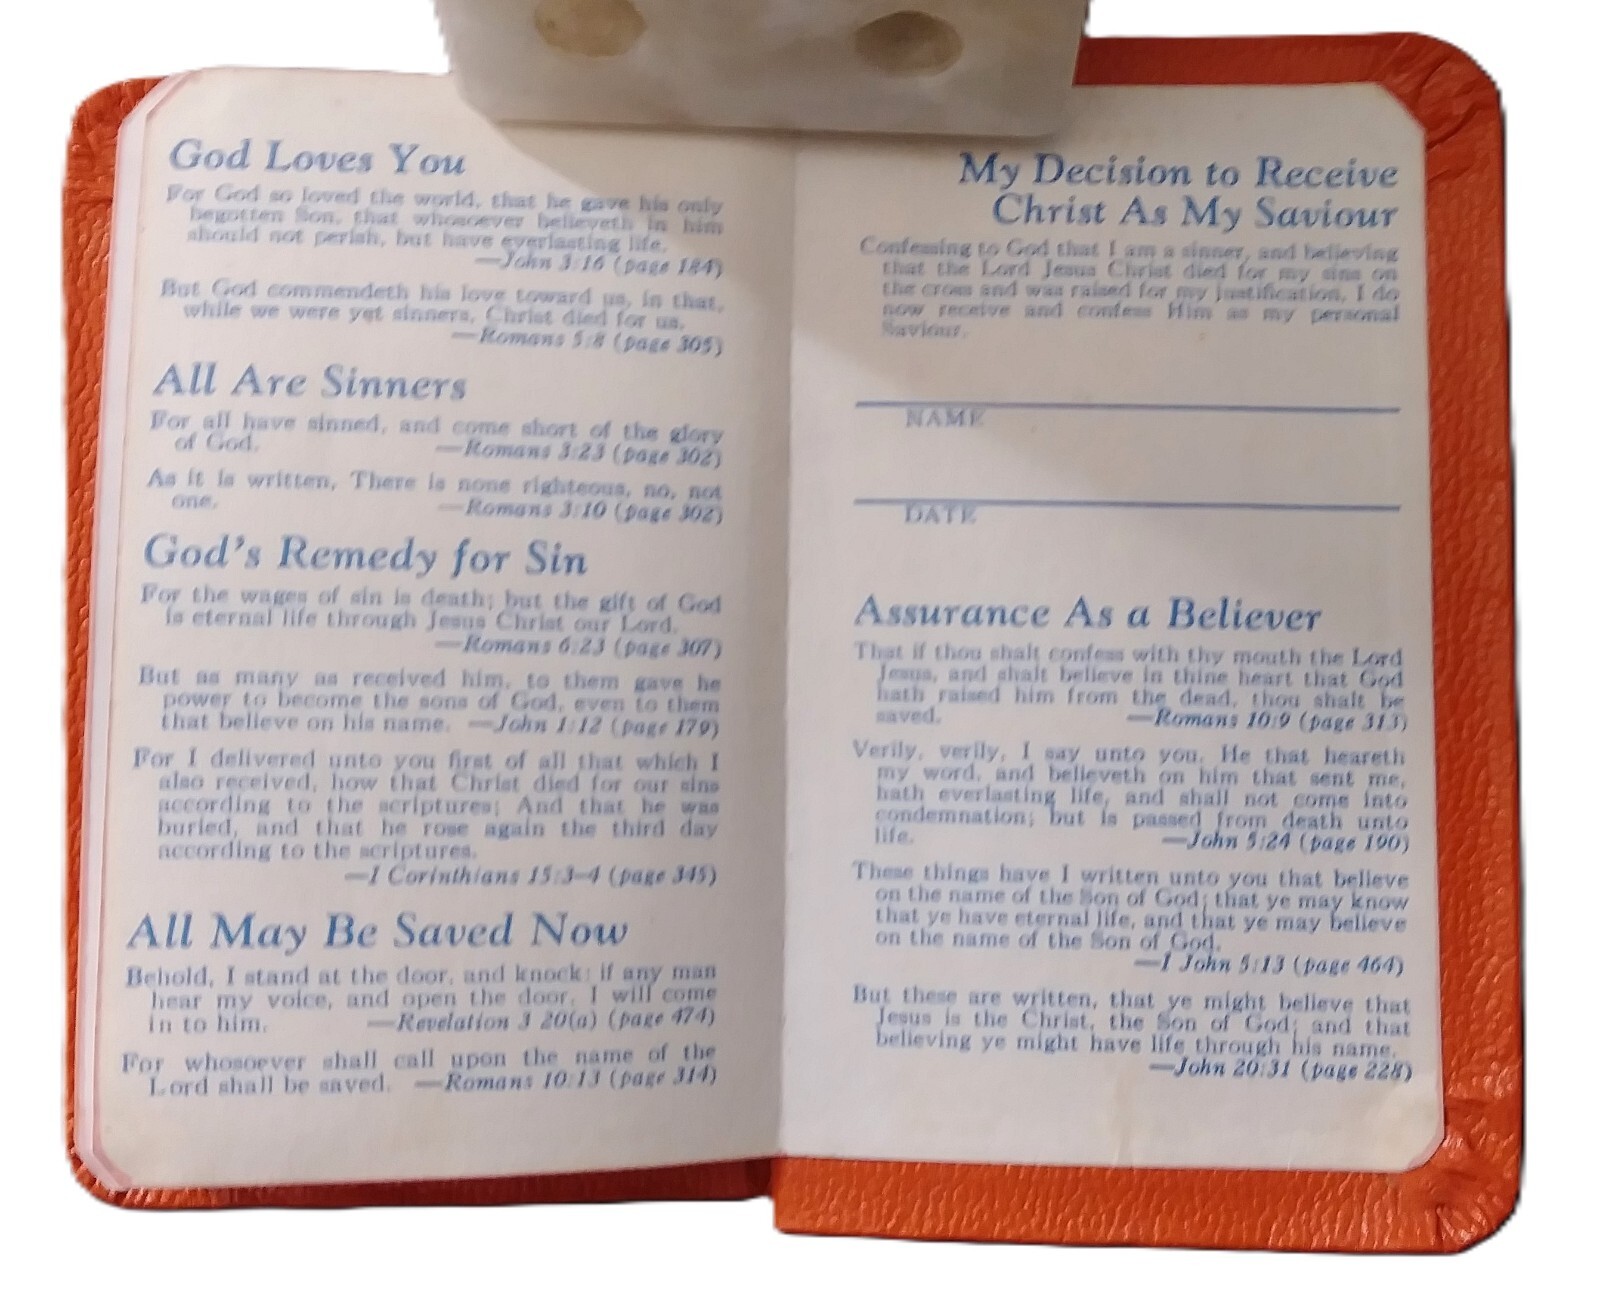 God Loves You
For God so loved the world, that he gave his only
begotten Son, that whosoever believeth in him
should not perish, but have everlasting life.
—John 3:16 (page 184)
But God commendeth his love toward us, in that,
while we were yet sinners, Christ died for us.
—Romans 5:8 (page 305)
All Are Sinners
For all have sinned, and come short of the glory
of God. —Romans 3:23 (page 302)
As it is written, There is none righteous, no, not
one. —Romans 3:10 (page 302)
God's Remedy for Sin
For the wages of sin is death; but the gift of God
is eternal life through Jesus Christ our Lord.
—Romans 6:23 (page 307)
But as many as received him, to them gave he
power to become the sons of God, even to them
that believe on his name. —John 1:12 (page 179)
For I delivered unto you first of all that which I
also received, how that Christ died for our sins
according to the scriptures; And that he was
buried, and that he rose again the third day
according to the scriptures.
—1 Corinthians 15:3-4 (page 345)
All May Be Saved Now
Behold, I stand at the door, and knock: if any man
hear my voice, and open the door, I will come
in to him. —Revelation 3 20(a) (page 474)
For whosoever shall call upon the name of the
Lord shall be saved. —Romans 10:13 (page 314)
My Decision to Receive
Christ As My Saviour
Confessing to God that I am a sinner, and believing
that the Lord Jesus Christ died for my sins on
the cross and was raised for my justification, I do
now receive and confess Him as my personal
Saviour.
NAME
DATE
Assurance As a Believer
That if thou shalt confess with thy mouth the Lord
Jesus, and shalt believe in thine heart that God
hath raised him from the dead, thou shalt be
saved. —Romans 10:9 (page 313)
Verily, verily, I say unto you, He that heareth
my word, and believeth on him that sent me,
hath everlasting life, and shall not come into
condemnation; but is passed from death unto
life. —John 5:24 (page 190)
These things have I written unto you that believe
on the name of the Son of God; that ye may know
that ye have eternal life, and that ye may believe
on the name of the Son of God.
—1 John 5:13 (page 464)
But these are written, that ye might believe that
Jesus is the Christ, the Son of God; and that
believing ye might have life through his name.
—John 20:31 (page 228)